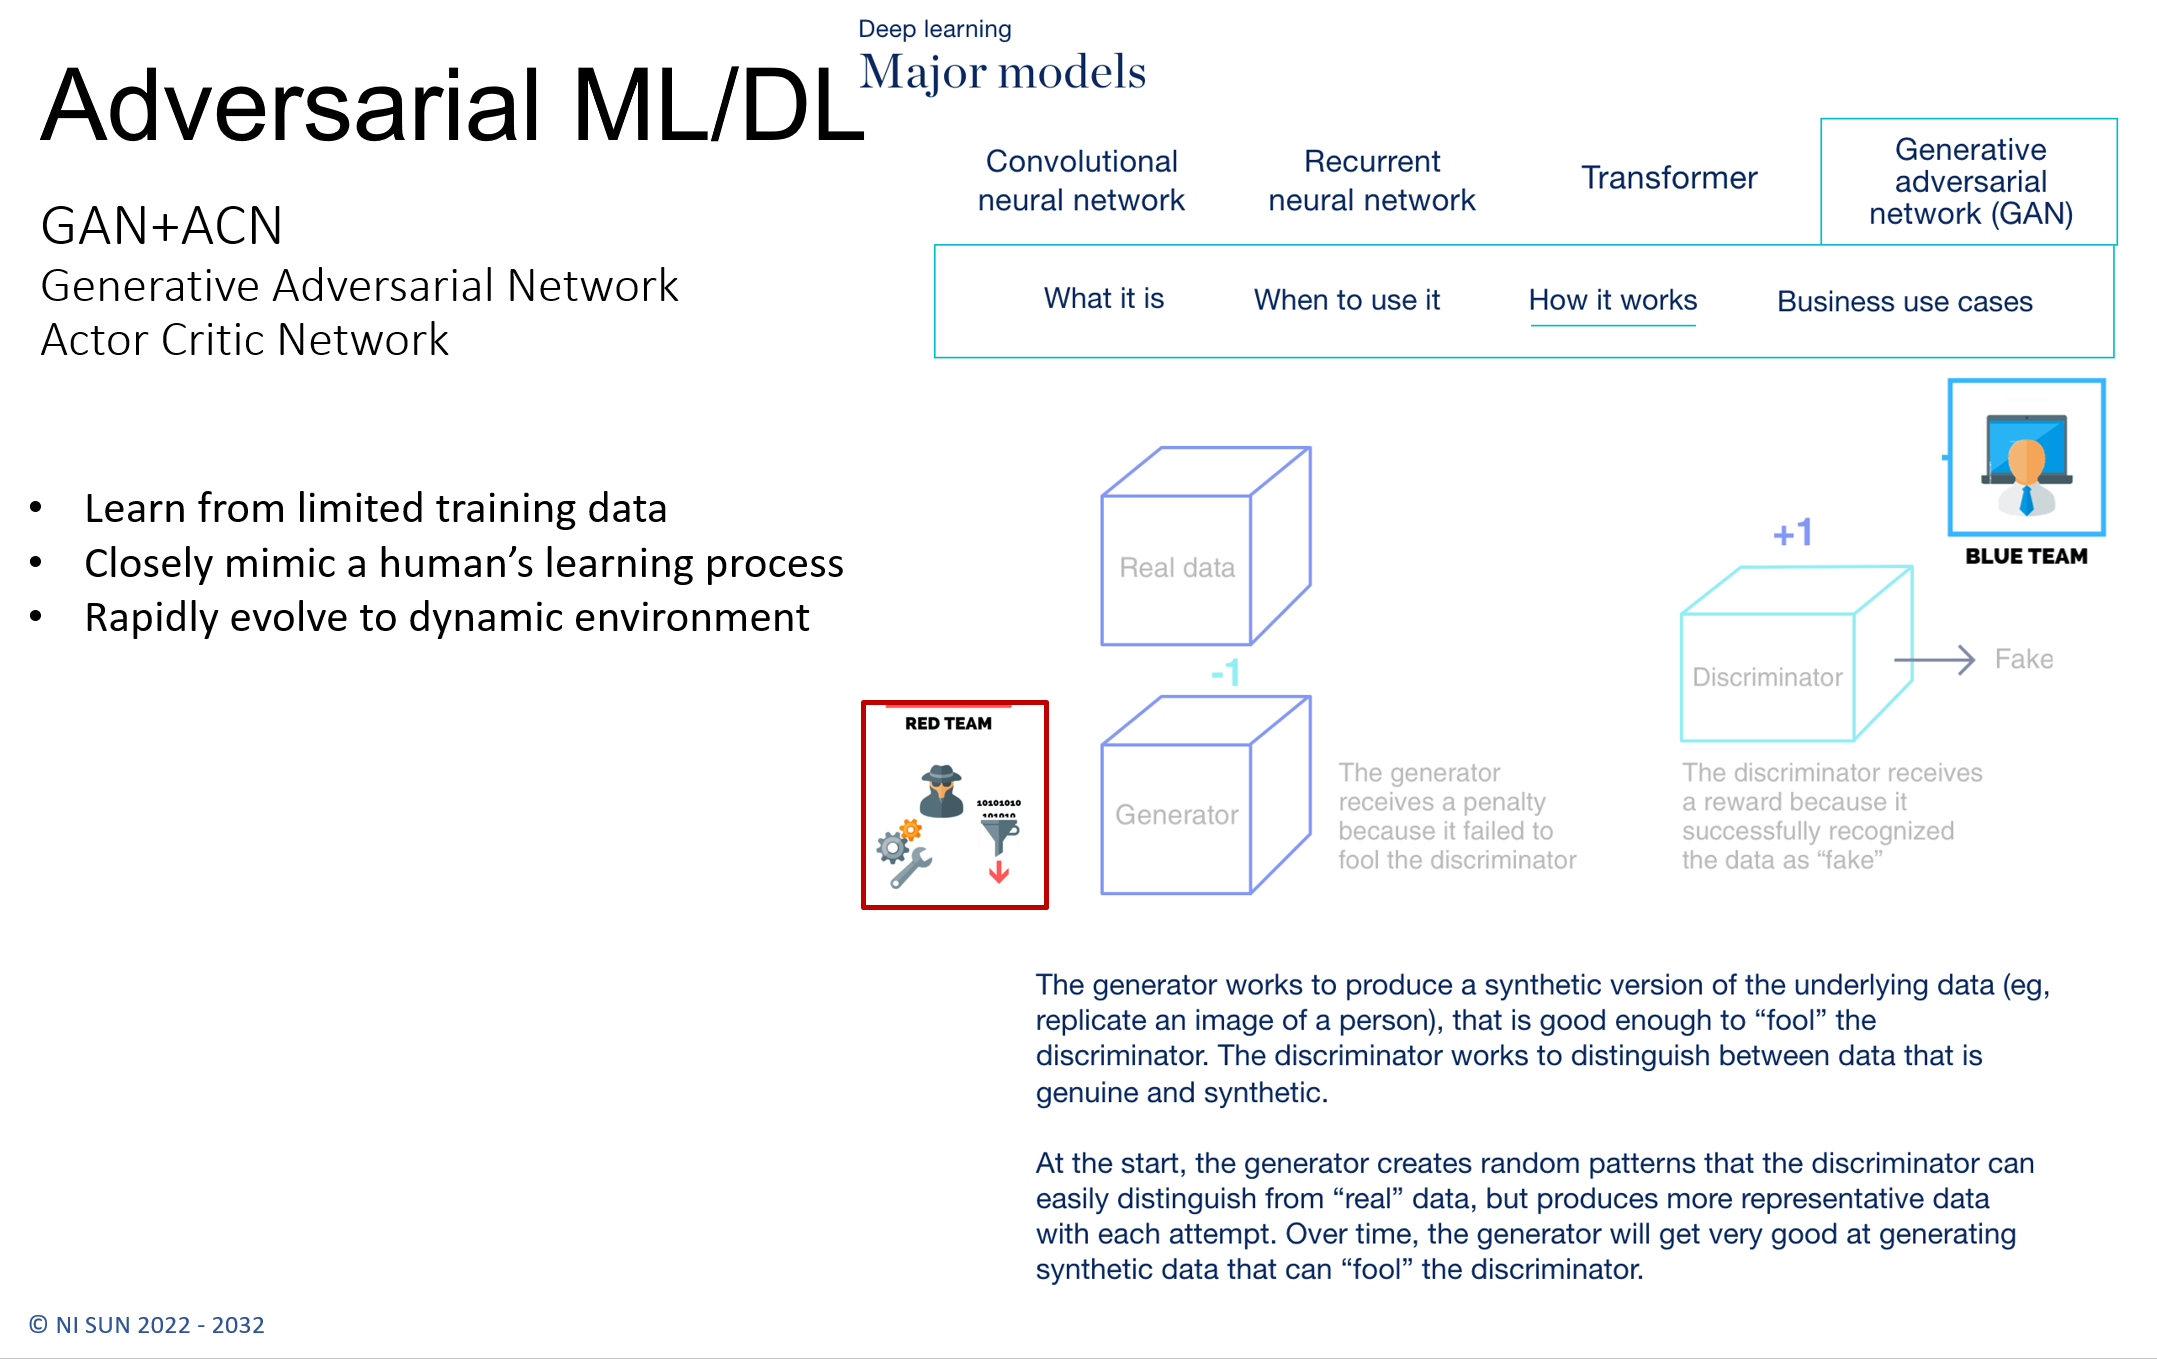 Adversarial ML/DL
GAN+ACN
Generative Adversarial Network
Actor Critic Network
• Learn from limited training data
• Closely mimic a human’s learning process
• Rapidly evolve to dynamic environment
Deep learning
Major models
Convolutional
neural network
Recurrent
neural network
Transformer
Generative
adversarial
network (GAN)
What it is
When to use it
How it works
Business use cases
BLUE TEAM
Real data
+1
-1
Discriminator
Fake
RED TEAM
10101010
101010
Generator
The generator
receives a penalty
because it failed to
fool the discriminator
The discriminator receives
a reward because it
successfully recognized
the data as “fake”
The generator works to produce a synthetic version of the underlying data (eg,
replicate an image of a person), that is good enough to “fool” the
discriminator. The discriminator works to distinguish between data that is
genuine and synthetic.
At the start, the generator creates random patterns that the discriminator can
easily distinguish from “real” data, but produces more representative data
with each attempt. Over time, the generator will get very good at generating
synthetic data that can “fool” the discriminator.
© NI SUN 2022 - 2032